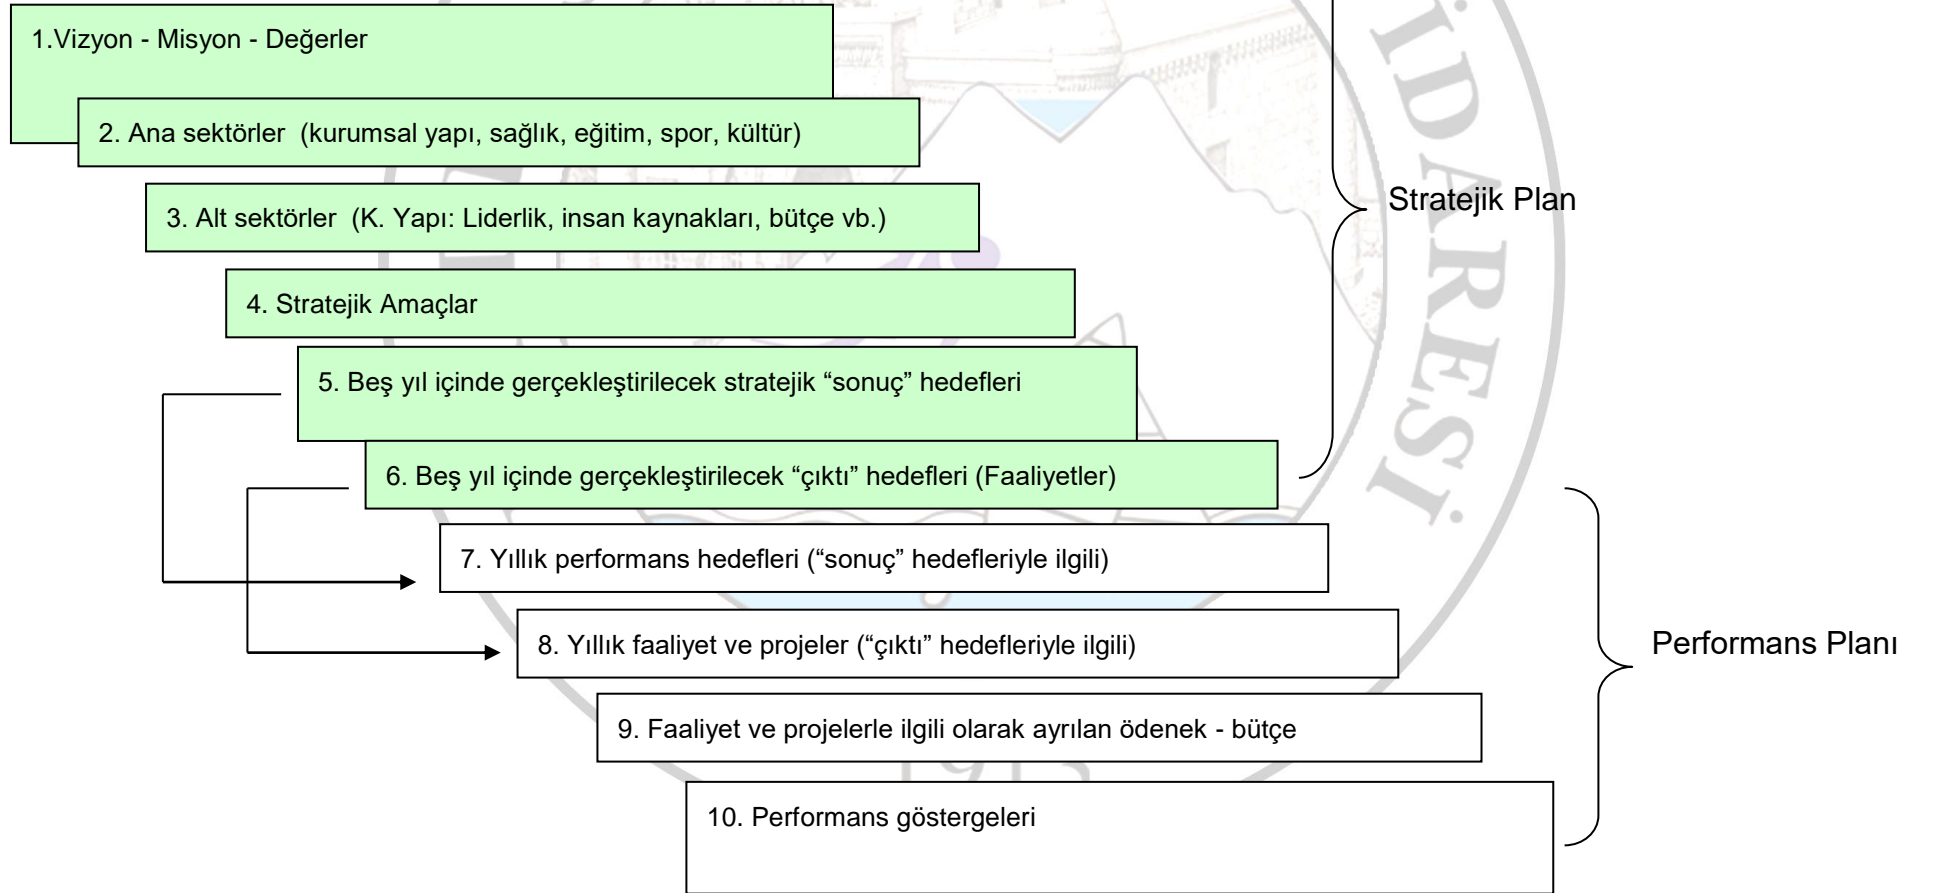 1.Vizyon - Misyon - Değerler
2. Ana sektörler (kurumsal yapı, sağlık, eğitim, spor, kültür)
3. Alt sektörler (K. Yapı: Liderlik, insan kaynakları, bütçe vb.)
Stratejik Plan
4. Stratejik Amaçlar
5. Beş yıl içinde gerçekleştirilecek stratejik “sonuç” hedefleri
6. Beş yıl içinde gerçekleştirilecek “çıktı” hedefleri (Faaliyetler)
7. Yıllık performans hedefleri (“sonuç” hedefleriyle ilgili)
8. Yıllık faaliyet ve projeler (“çıktı” hedefleriyle ilgili)
Performans Planı
9. Faaliyet ve projelerle ilgili olarak ayrılan ödenek - bütçe
10. Performans göstergeleri
İDARESİ
1913